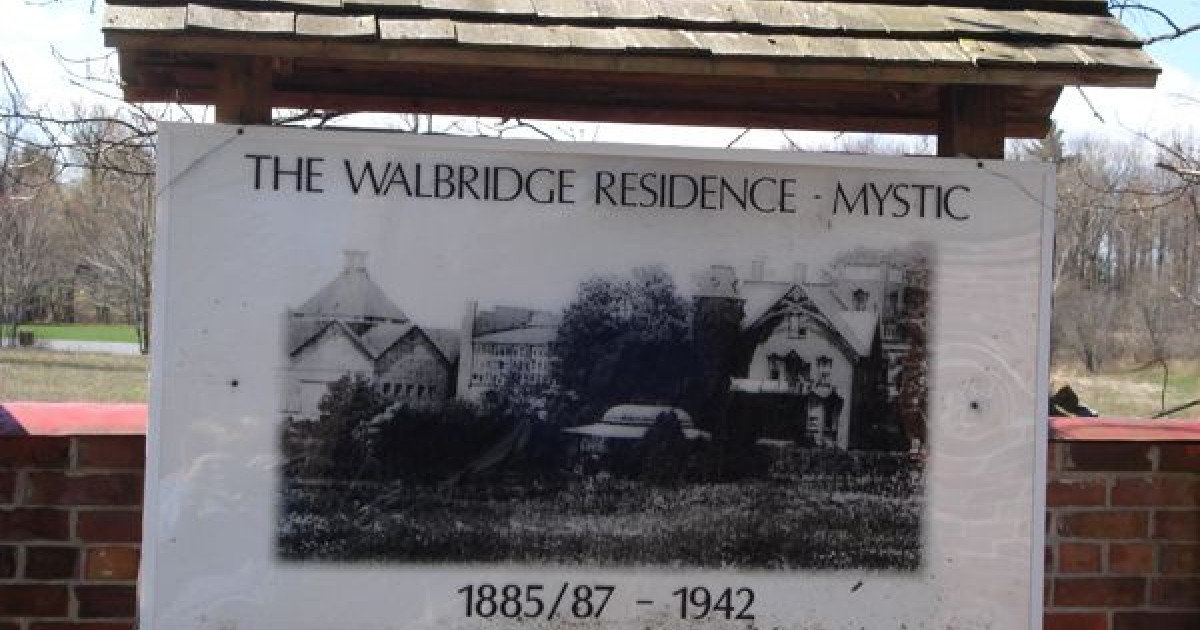 THE WALBRIDGE RESIDENCE - MYSTIC
1885/87 - 1942